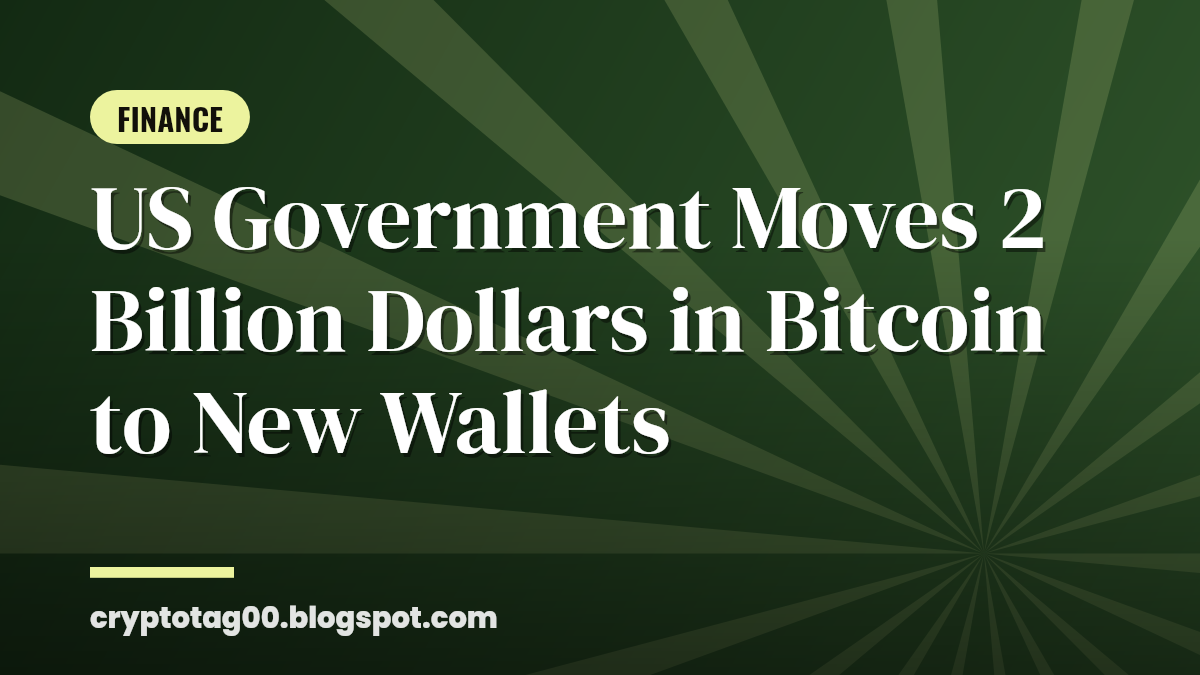 FINANCE
US Government Moves 2
Billion Dollars in Bitcoin
to New Wallets
cryptotag00.blogspot.com